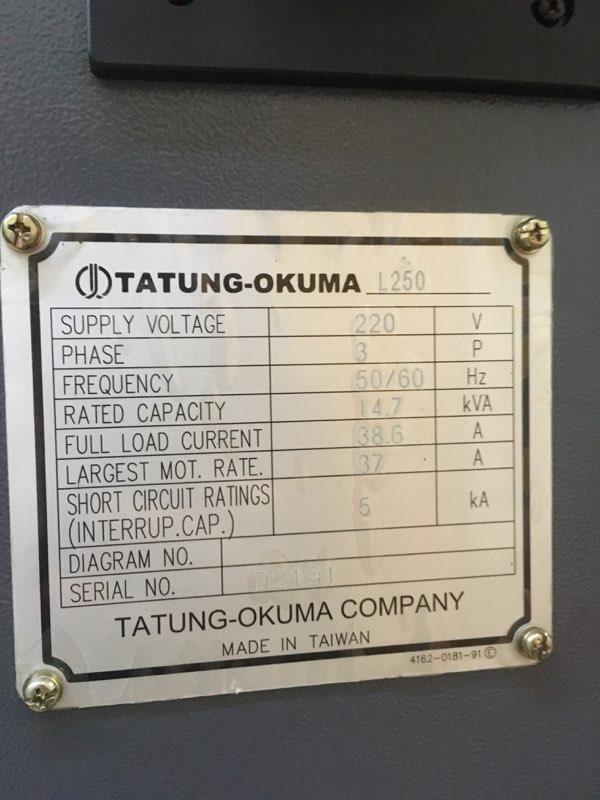 TATUNG-OKUMA L250
SUPPLY VOLTAGE 220 V
PHASE 3 P
FREQUENCY 50/60 Hz
RATED CAPACITY 14.7 kVA
FULL LOAD CURRENT 38.6 A
LARGEST MOT. RATE. 37 A
SHORT CIRCUIT RATINGS
(INTERRUP.CAP.) 5 kA
DIAGRAM NO.
SERIAL NO.
TATUNG-OKUMA COMPANY
MADE IN TAIWAN
4162-0181-91 Ⓔ